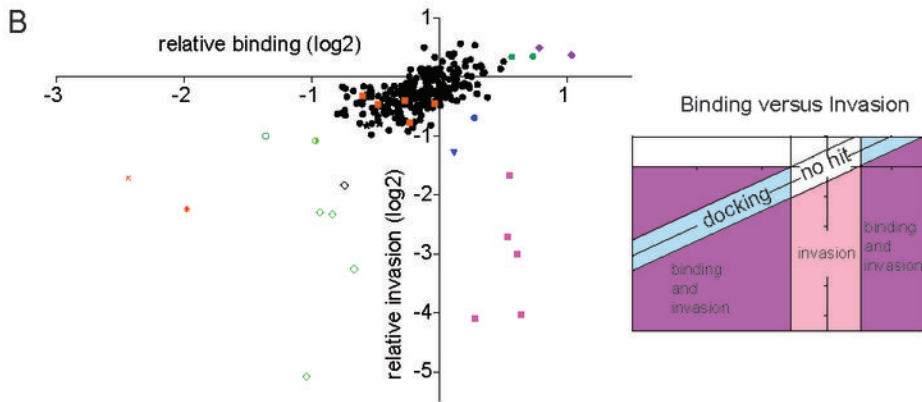 B
relative binding (log2)
1
-3
-2
-1
1
-1
-2
-3
-4
-5
relative invasion (log2)
Binding versus Invasion
docking
no hit
binding
and
invasion
invasion
binding
and
invasion